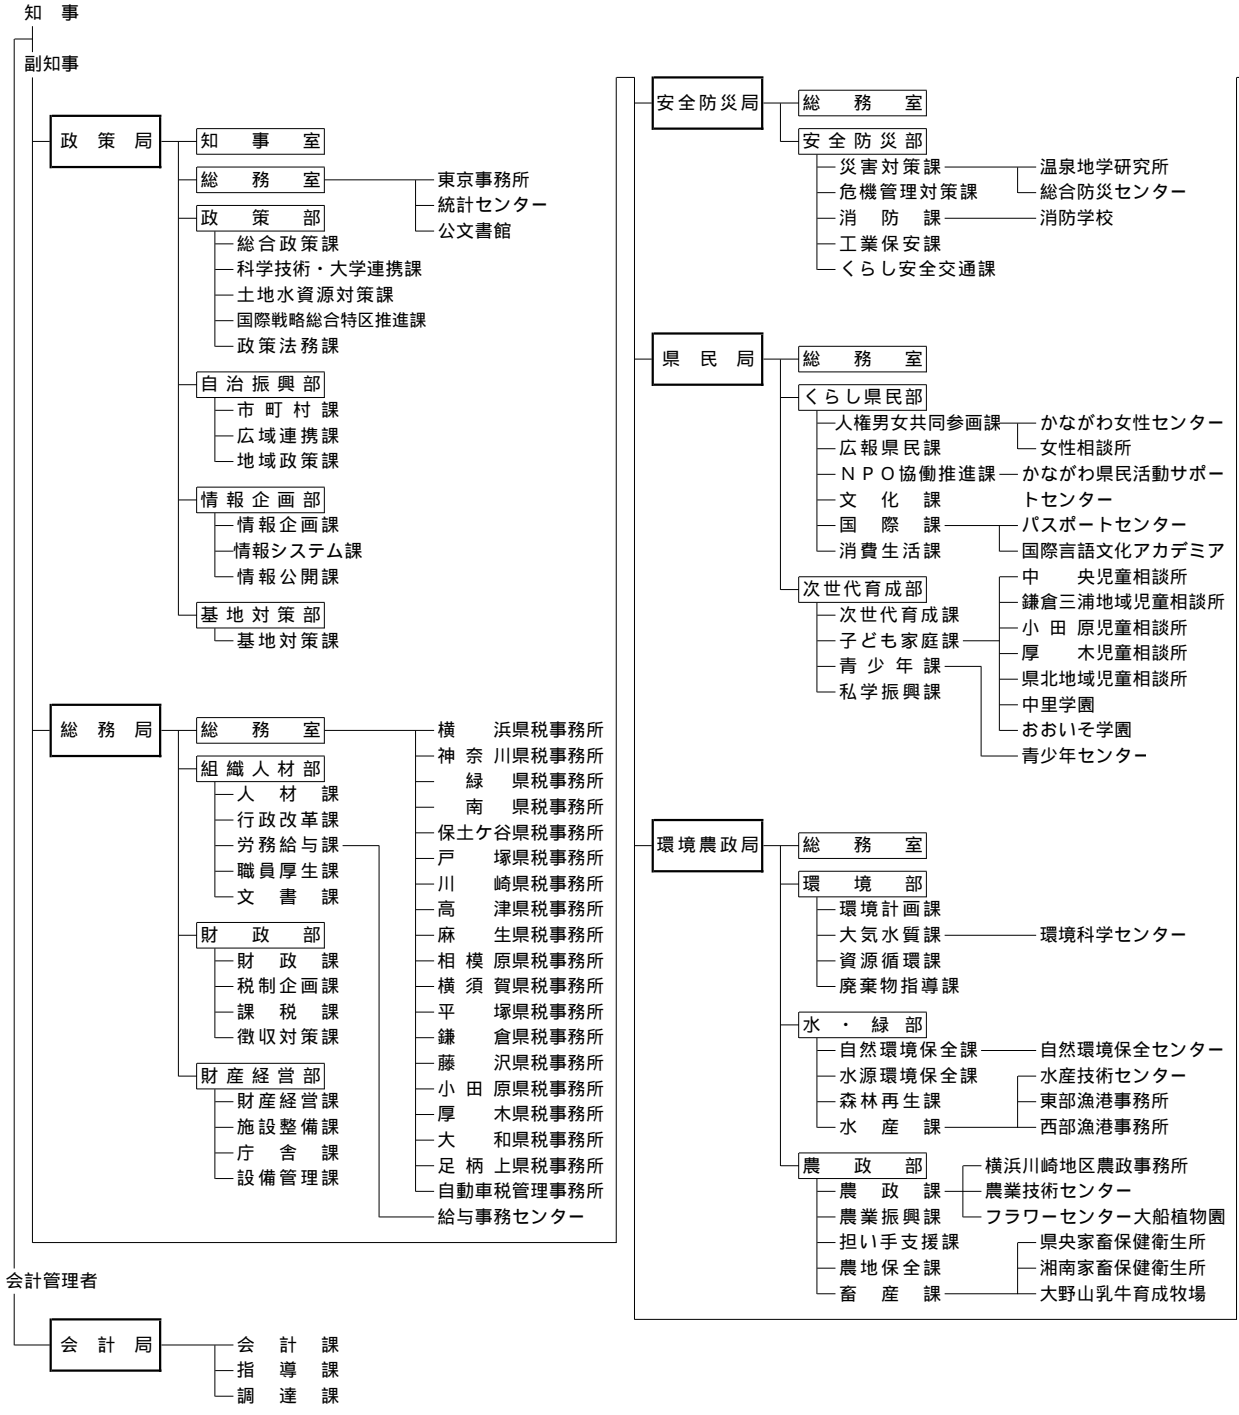 知　事
副知事
政　策　局
知　事　室
総　務　室
東京事務所
統計センター
公文書館
政　策　部
総合政策課
科学技術・大学連携課
土地水資源対策課
国際戦略総合特区推進課
政策法務課
自治振興部
市町村課
広域連携課
地域政策課
情報企画部
情報企画課
情報システム課
情報公開課
基地対策部
基地対策課
総　務　局
総　務　室
横　浜県税事務所
神奈川県税事務所
緑　県税事務所
南　県税事務所
保土ケ谷県税事務所
戸　塚県税事務所
川　崎県税事務所
高　津県税事務所
麻　生県税事務所
相模原県税事務所
横須賀県税事務所
平　塚県税事務所
鎌　倉県税事務所
藤　沢県税事務所
小田原県税事務所
厚　木県税事務所
大　和県税事務所
足柄上県税事務所
自動車税管理事務所
組織人材部
人　材　課
行政改革課
労務給与課
給与事務センター
職員厚生課
文　書　課
財　政　部
財　政　課
税制企画課
課　税　課
徴収対策課
財産経営部
財産経営課
施設整備課
庁　舎　課
設備管理課
会計管理者
会　計　局
会　計　課
指　導　課
調　達　課
安全防災局
総　務　室
安全防災部
災害対策課
温泉地学研究所
総合防災センター
危機管理対策課
消　防　課
消防学校
工業保安課
くらし安全交通課
県　民　局
総　務　室
くらし県民部
人権男女共同参画課
かながわ女性センター
女性相談所
広報県民課
ＮＰＯ協働推進課
かながわ県民活動サポー
トセンター
文　化　課
国　際　課
パスポートセンター
国際言語文化アカデミア
消費生活課
次世代育成部
次世代育成課
子ども家庭課
中　央児童相談所
鎌倉三浦地域児童相談所
小田原児童相談所
厚　木児童相談所
県北地域児童相談所
中里学園
おおいそ学園
青少年課
青少年センター
私学振興課
環境農政局
総　務　室
環　境　部
環境計画課
大気水質課
環境科学センター
資源循環課
廃棄物指導課
水・緑部
自然環境保全課
自然環境保全センター
水源環境保全課
森林再生課
水　産　課
水産技術センター
東部漁港事務所
西部漁港事務所
農　政　部
農　政　課
横浜川崎地区農政事務所
農業技術センター
フラワーセンター大船植物園
農業振興課
担い手支援課
農地保全課
畜　産　課
県央家畜保健衛生所
湘南家畜保健衛生所
大野山乳牛育成牧場